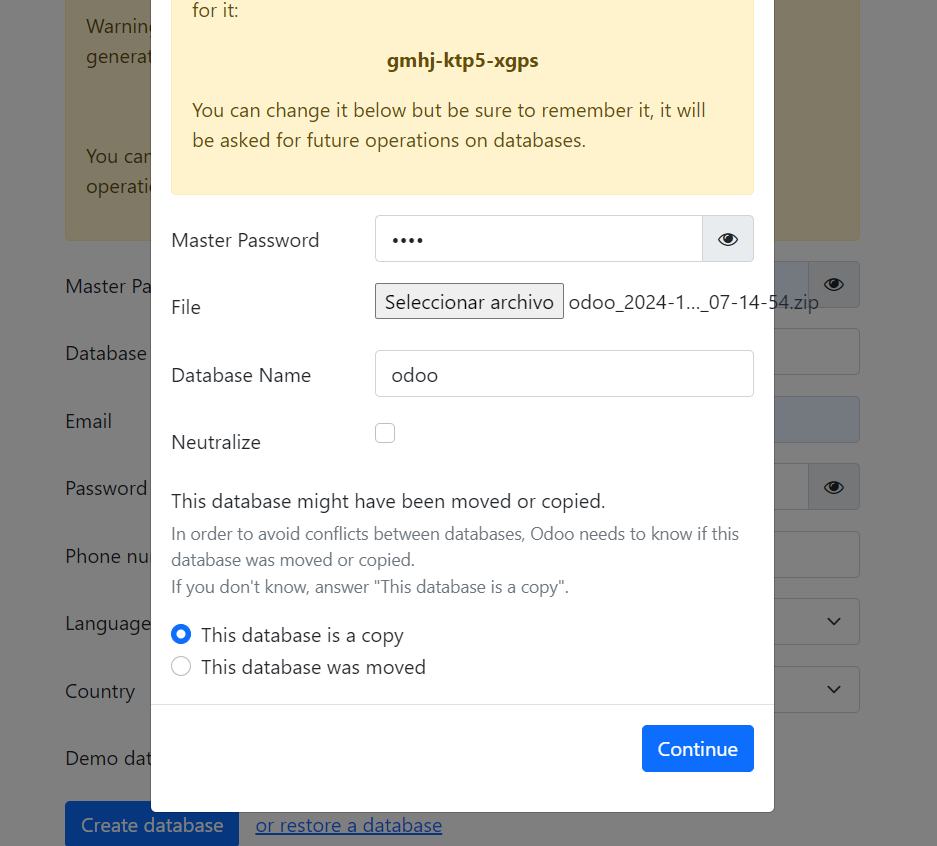 for it:
Warning
generat
gmhj-ktp5-xgps
You can change it below but be sure to remember it, it will
be asked for future operations on databases.
You can
operatio
Master Password
••••
Master Pa
File
Seleccionar archivo odoo_2024-1..._07-14-54.zip
Database
Database Name
odoo
Email
Neutralize
Password
This database might have been moved or copied.
In order to avoid conflicts between databases, Odoo needs to know if this
database was moved or copied.
If you don't know, answer "This database is a copy".
Phone nu
Language
This database is a copy
This database was moved
Country
Continue
Demo dat
Create database
or restore a database